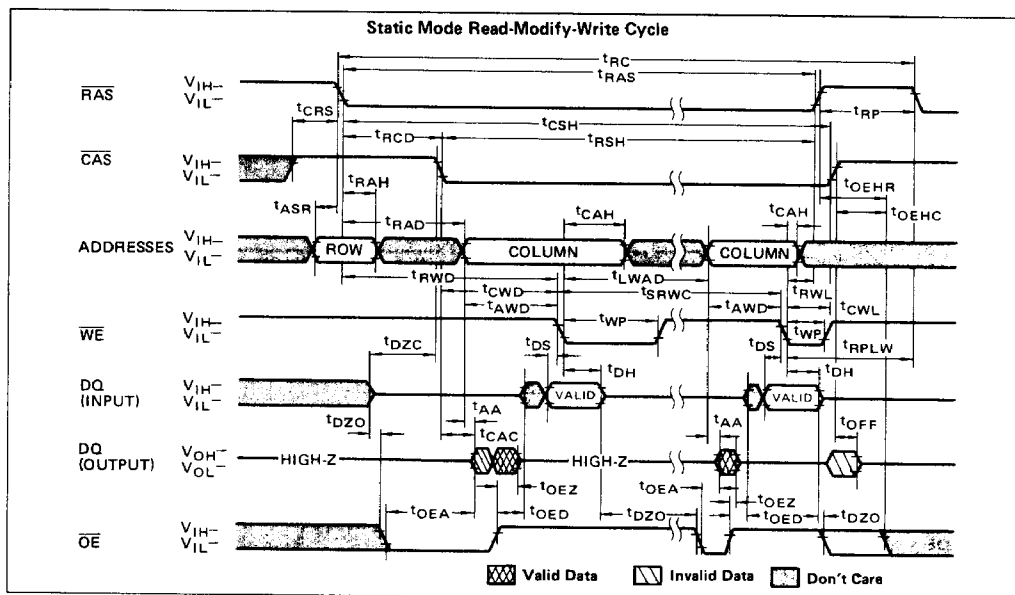 Static Mode Read-Modify-Write Cycle
tRC
tRAS
RAS VIH– VIL–
tCRS
tCSH
tRP
tRCD
tRSH
CAS VIH– VIL–
tRAH
tOEHR
tASR
tRAD
tCAH
tCAH
tOEHC
ADDRESSES VIH– VIL–
ROW
COLUMN
COLUMN
tRWD
tLWAD
tRWL
tCWD
tSRWC
tCWL
tAWD
tAWD
WE VIH– VIL–
tWP
tWP
tDZC
tDS
tDS
tRPLW
tDH
tDH
DQ (INPUT) VIH– VIL–
VALID
VALID
tDZO
tAA
tAA
tOFF
tCAC
DQ (OUTPUT) VOH– VOL–
HIGH-Z
HIGH-Z
tOEZ
tOEA
tOEZ
tOEA
tOED
tDZO
tOED
tDZO
OE VIH– VIL–
Valid Data
Invalid Data
Don't Care